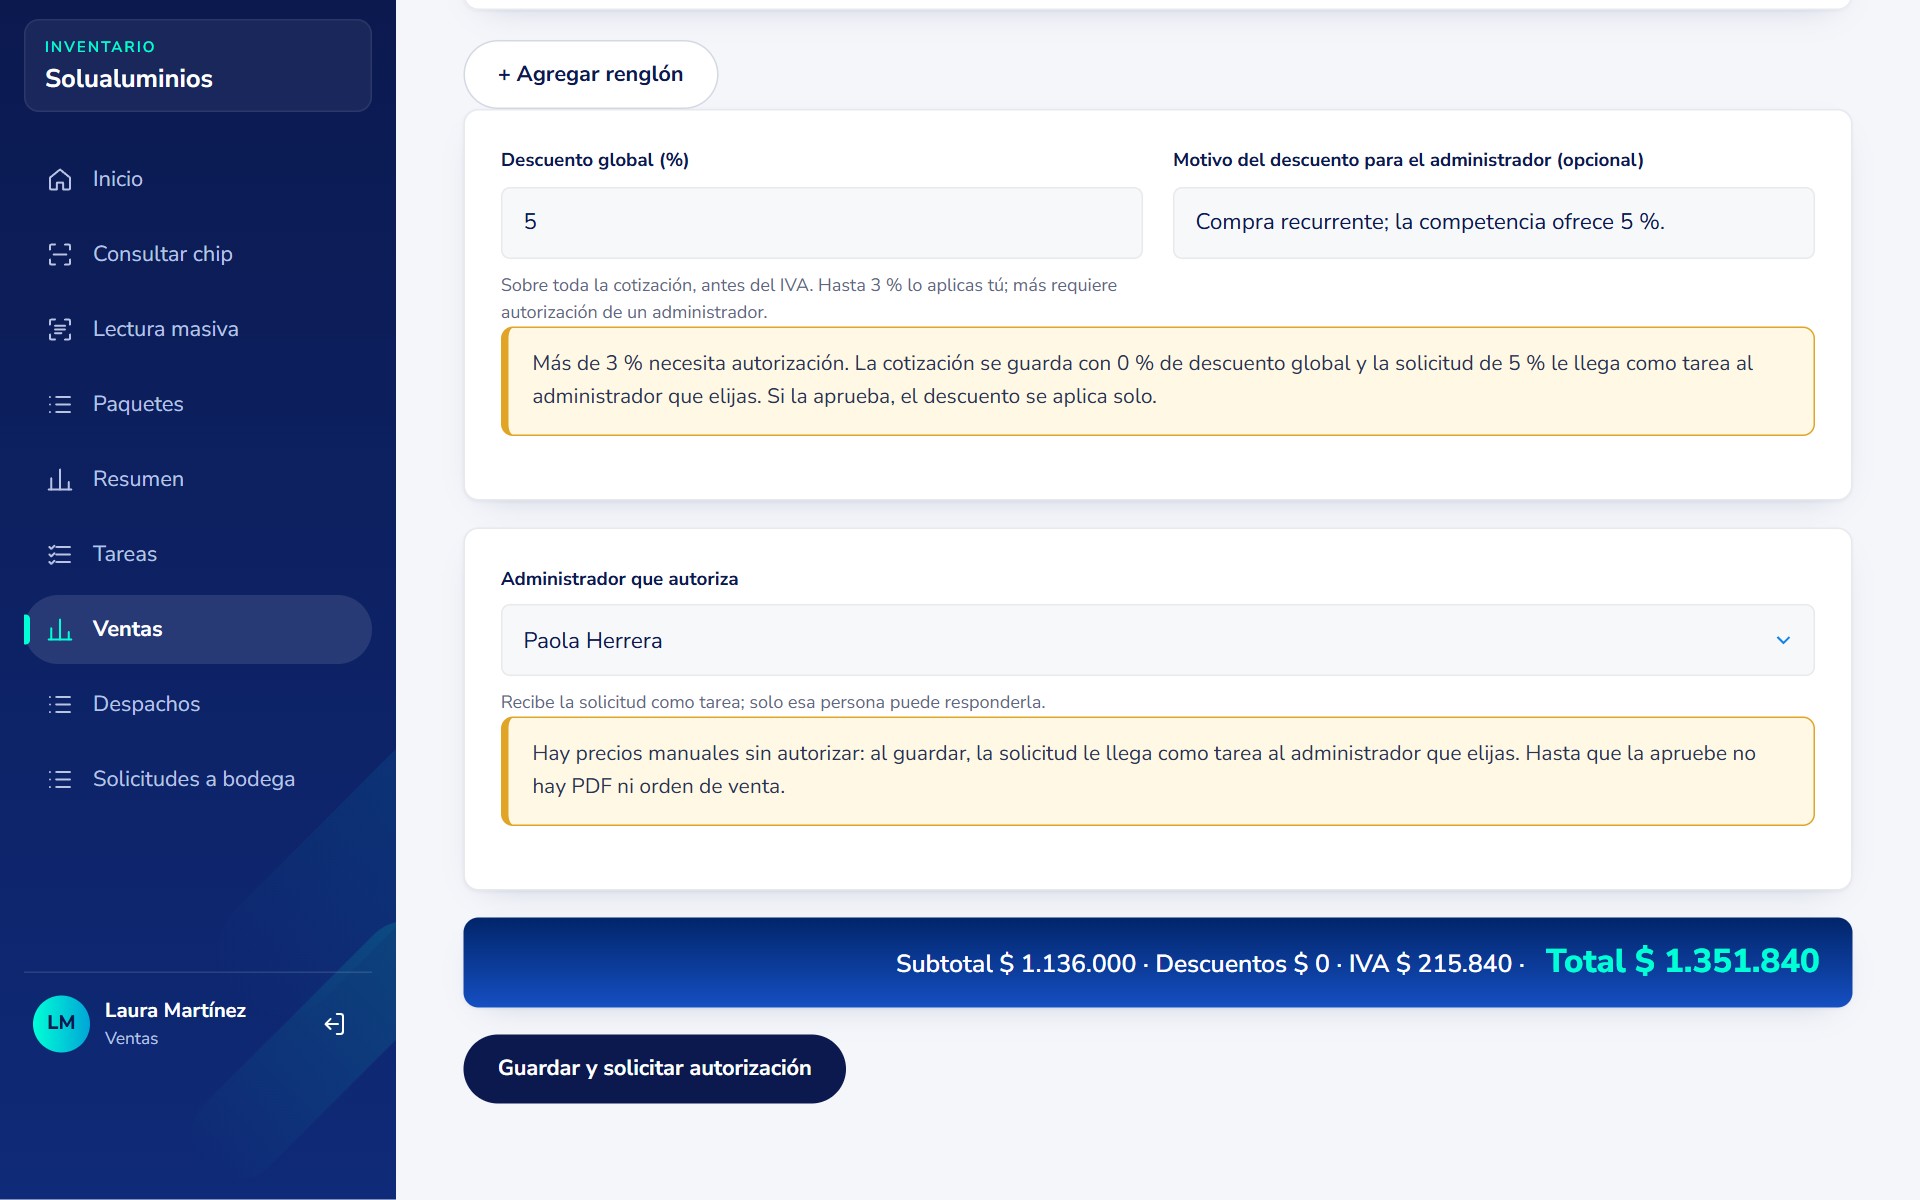 INVENTARIO
Solualuminios
Inicio
Consultar chip
Lectura masiva
Paquetes
Resumen
Tareas
Ventas
Despachos
Solicitudes a bodega
LM
Laura Martínez
Ventas
+ Agregar renglón
Descuento global (%)
5
Sobre toda la cotización, antes del IVA. Hasta 3 % lo aplicas tú; más requiere
autorización de un administrador.
Motivo del descuento para el administrador (opcional)
Compra recurrente; la competencia ofrece 5 %.
Más de 3 % necesita autorización. La cotización se guarda con 0 % de descuento global y la solicitud de 5 % le llega como tarea al
administrador que elijas. Si la aprueba, el descuento se aplica solo.
Administrador que autoriza
Paola Herrera
Recibe la solicitud como tarea; solo esa persona puede responderla.
Hay precios manuales sin autorizar: al guardar, la solicitud le llega como tarea al administrador que elijas. Hasta que la apruebe no
hay PDF ni orden de venta.
Subtotal $ 1.136.000 · Descuentos $ 0 · IVA $ 215.840 · Total $ 1.351.840
Guardar y solicitar autorización